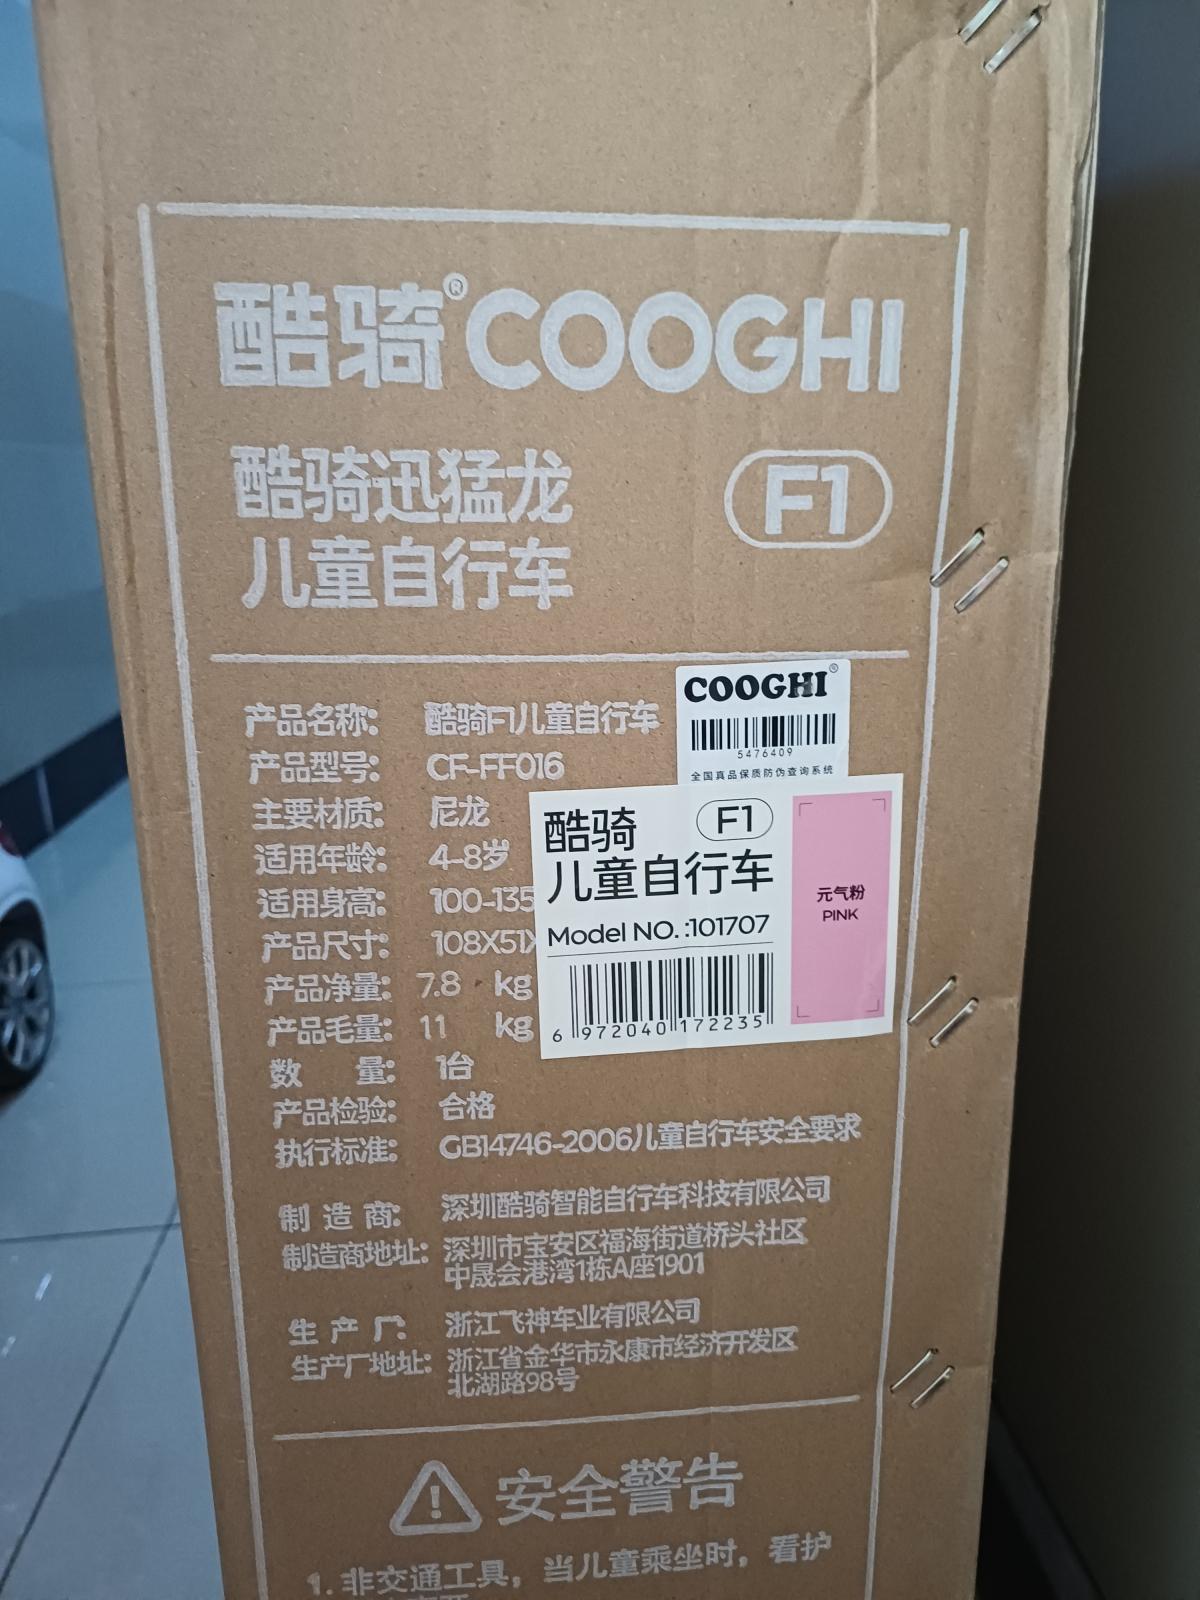 酷骑®COOGHI
酷骑迅猛龙
儿童自行车
F1
产品名称: 酷骑F1儿童自行车
产品型号: CF-FF016
主要材质: 尼龙
适用年龄: 4-8岁
适用身高: 100-135
产品尺寸: 108X51X
产品净量: 7.8 kg
产品毛量: 11 kg
数 量: 1台
产品检验: 合格
执行标准: GB14746-2006儿童自行车安全要求
COOGHI®
5476409
全国真品保质防伪查询系统
酷骑 F1
儿童自行车
Model NO.:101707
6 972040 172235
元气粉
PINK
制 造 商: 深圳酷骑智能自行车科技有限公司
制造商地址: 深圳市宝安区福海街道桥头社区
中晟会港湾1栋A座1901
生 产 厂: 浙江飞神车业有限公司
生产厂地址: 浙江省金华市永康市经济开发区
北湖路98号
安全警告
1. 非交通工具，当儿童乘坐时，看护